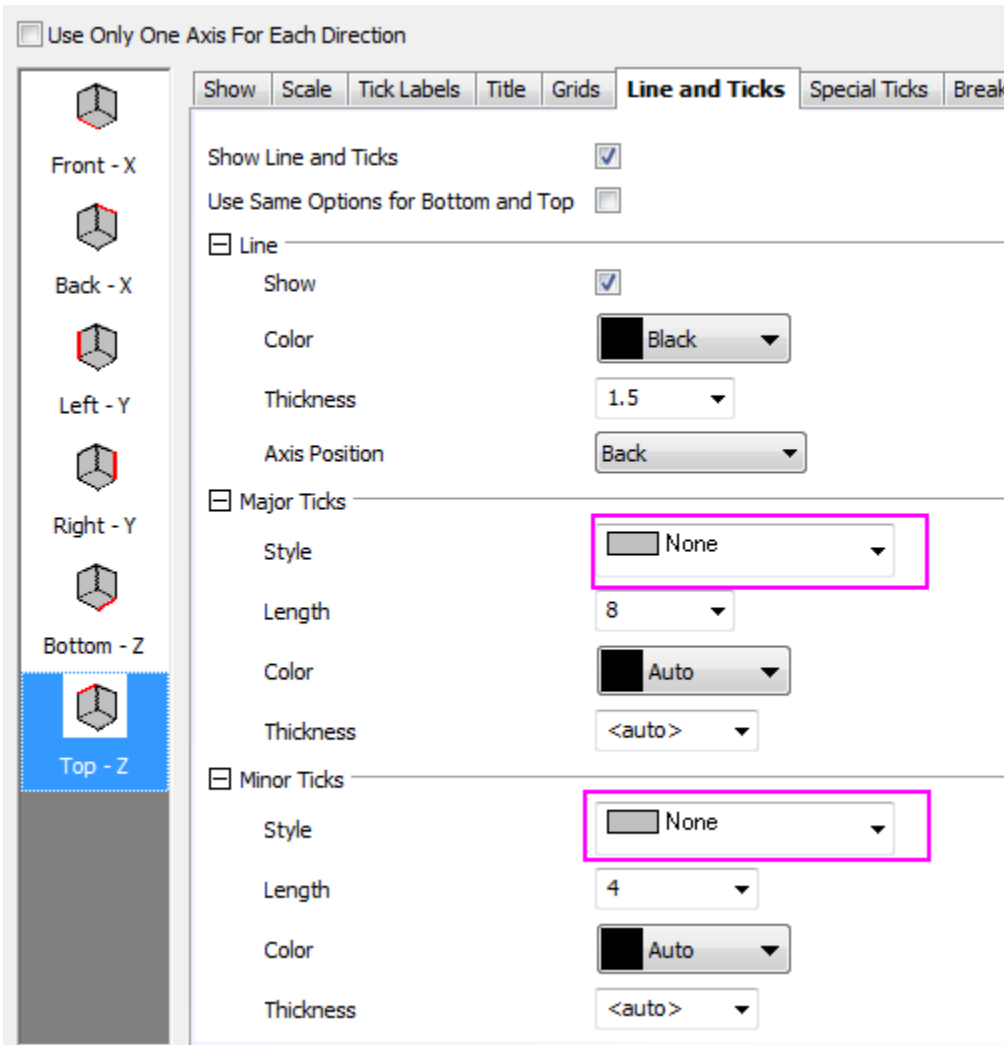 Use Only One Axis For Each Direction
Show Scale Tick Labels Title Grids Line and Ticks Special Ticks Break
Front - X
Back - X
Left - Y
Right - Y
Bottom - Z
Top - Z
Show Line and Ticks
Use Same Options for Bottom and Top
Line
Show
Color Black
Thickness 1.5
Axis Position Back
Major Ticks
Style None
Length 8
Color Auto
Thickness <auto>
Minor Ticks
Style None
Length 4
Color Auto
Thickness <auto>